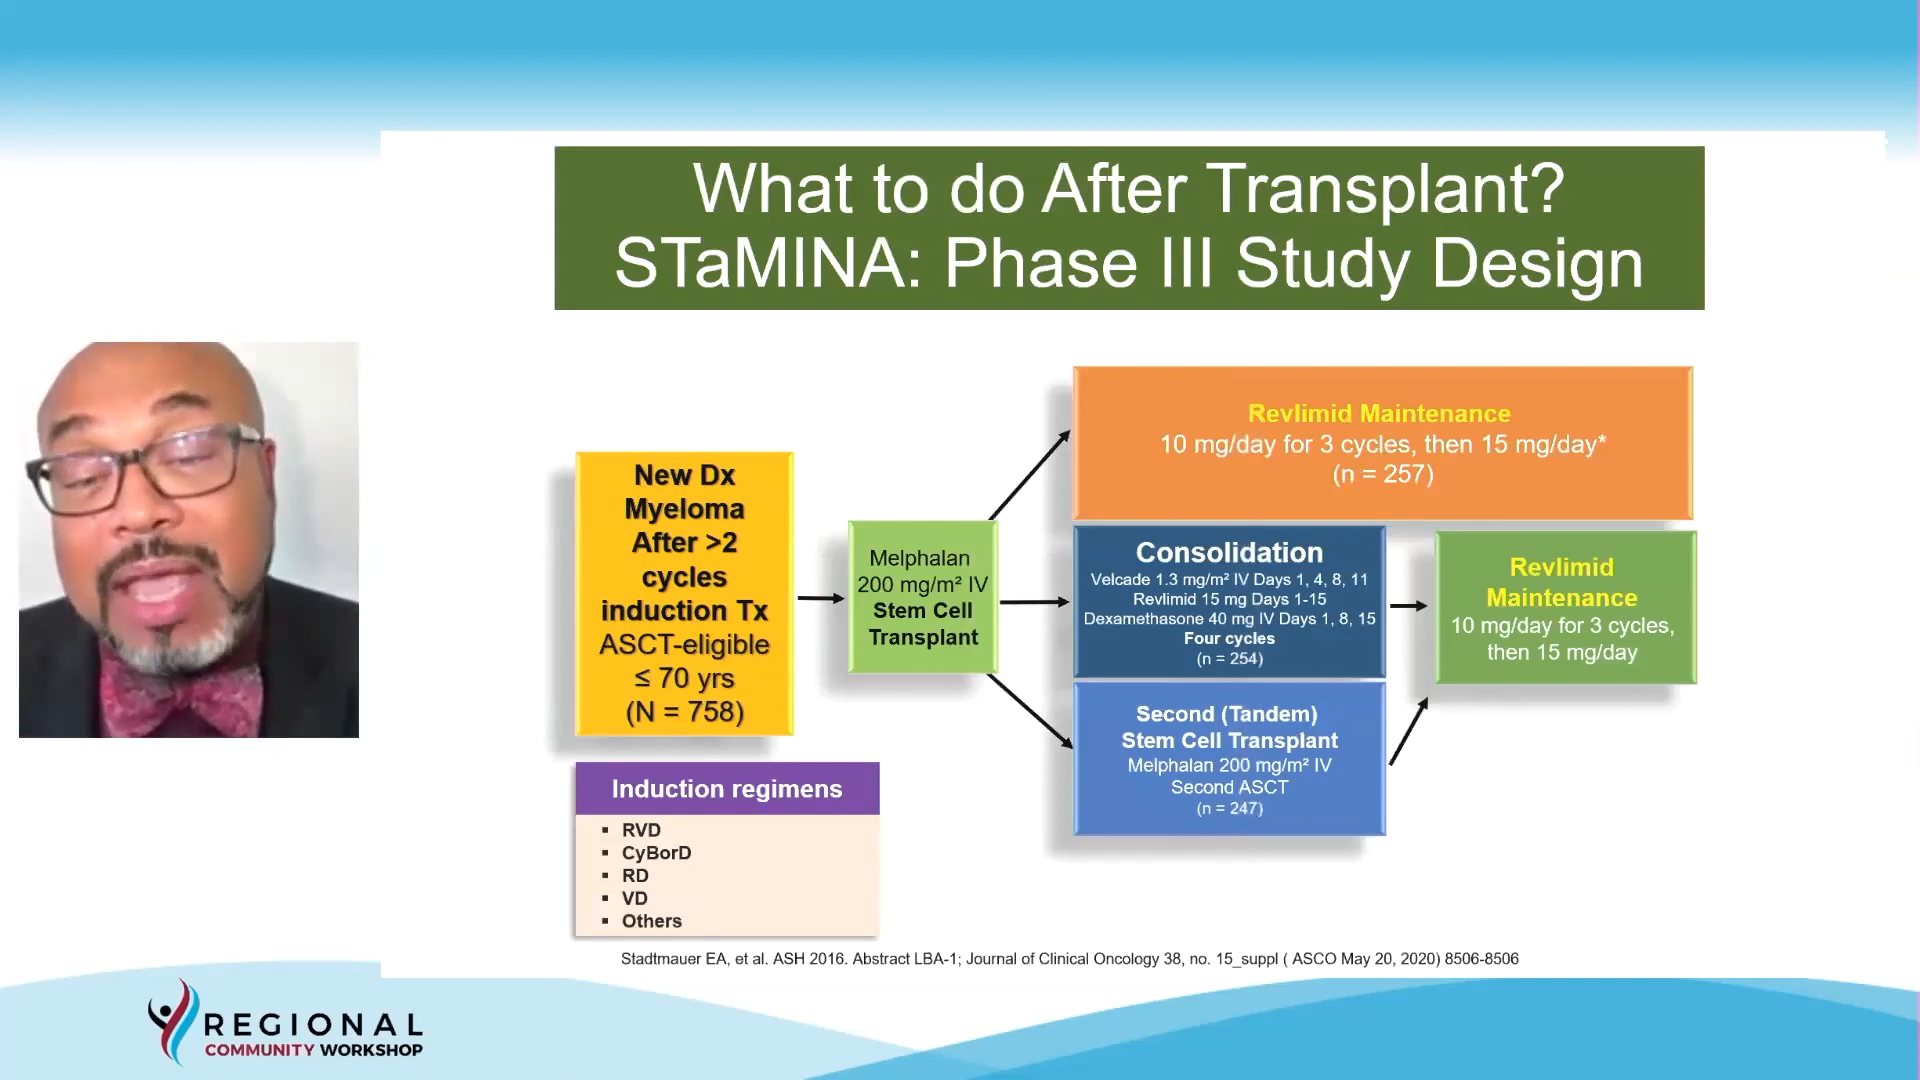 What to do After Transplant?
STaMINA: Phase III Study Design
New Dx
Myeloma
After >2
cycles
induction Tx
ASCT-eligible
≤ 70 yrs
(N = 758)
Melphalan
200 mg/m² IV
Stem Cell
Transplant
Revlimid Maintenance
10 mg/day for 3 cycles, then 15 mg/day*
(n = 257)
Consolidation
Velcade 1.3 mg/m² IV Days 1, 4, 8, 11
Revlimid 15 mg Days 1-15
Dexamethasone 40 mg IV Days 1, 8, 15
Four cycles
(n = 254)
Second (Tandem)
Stem Cell Transplant
Melphalan 200 mg/m² IV
Second ASCT
(n = 247)
Revlimid
Maintenance
10 mg/day for 3 cycles,
then 15 mg/day
Induction regimens
▪ RVD
▪ CyBorD
▪ RD
▪ VD
▪ Others
Stadtmauer EA, et al. ASH 2016. Abstract LBA-1; Journal of Clinical Oncology 38, no. 15_suppl ( ASCO May 20, 2020) 8506-8506
REGIONAL
COMMUNITY WORKSHOP